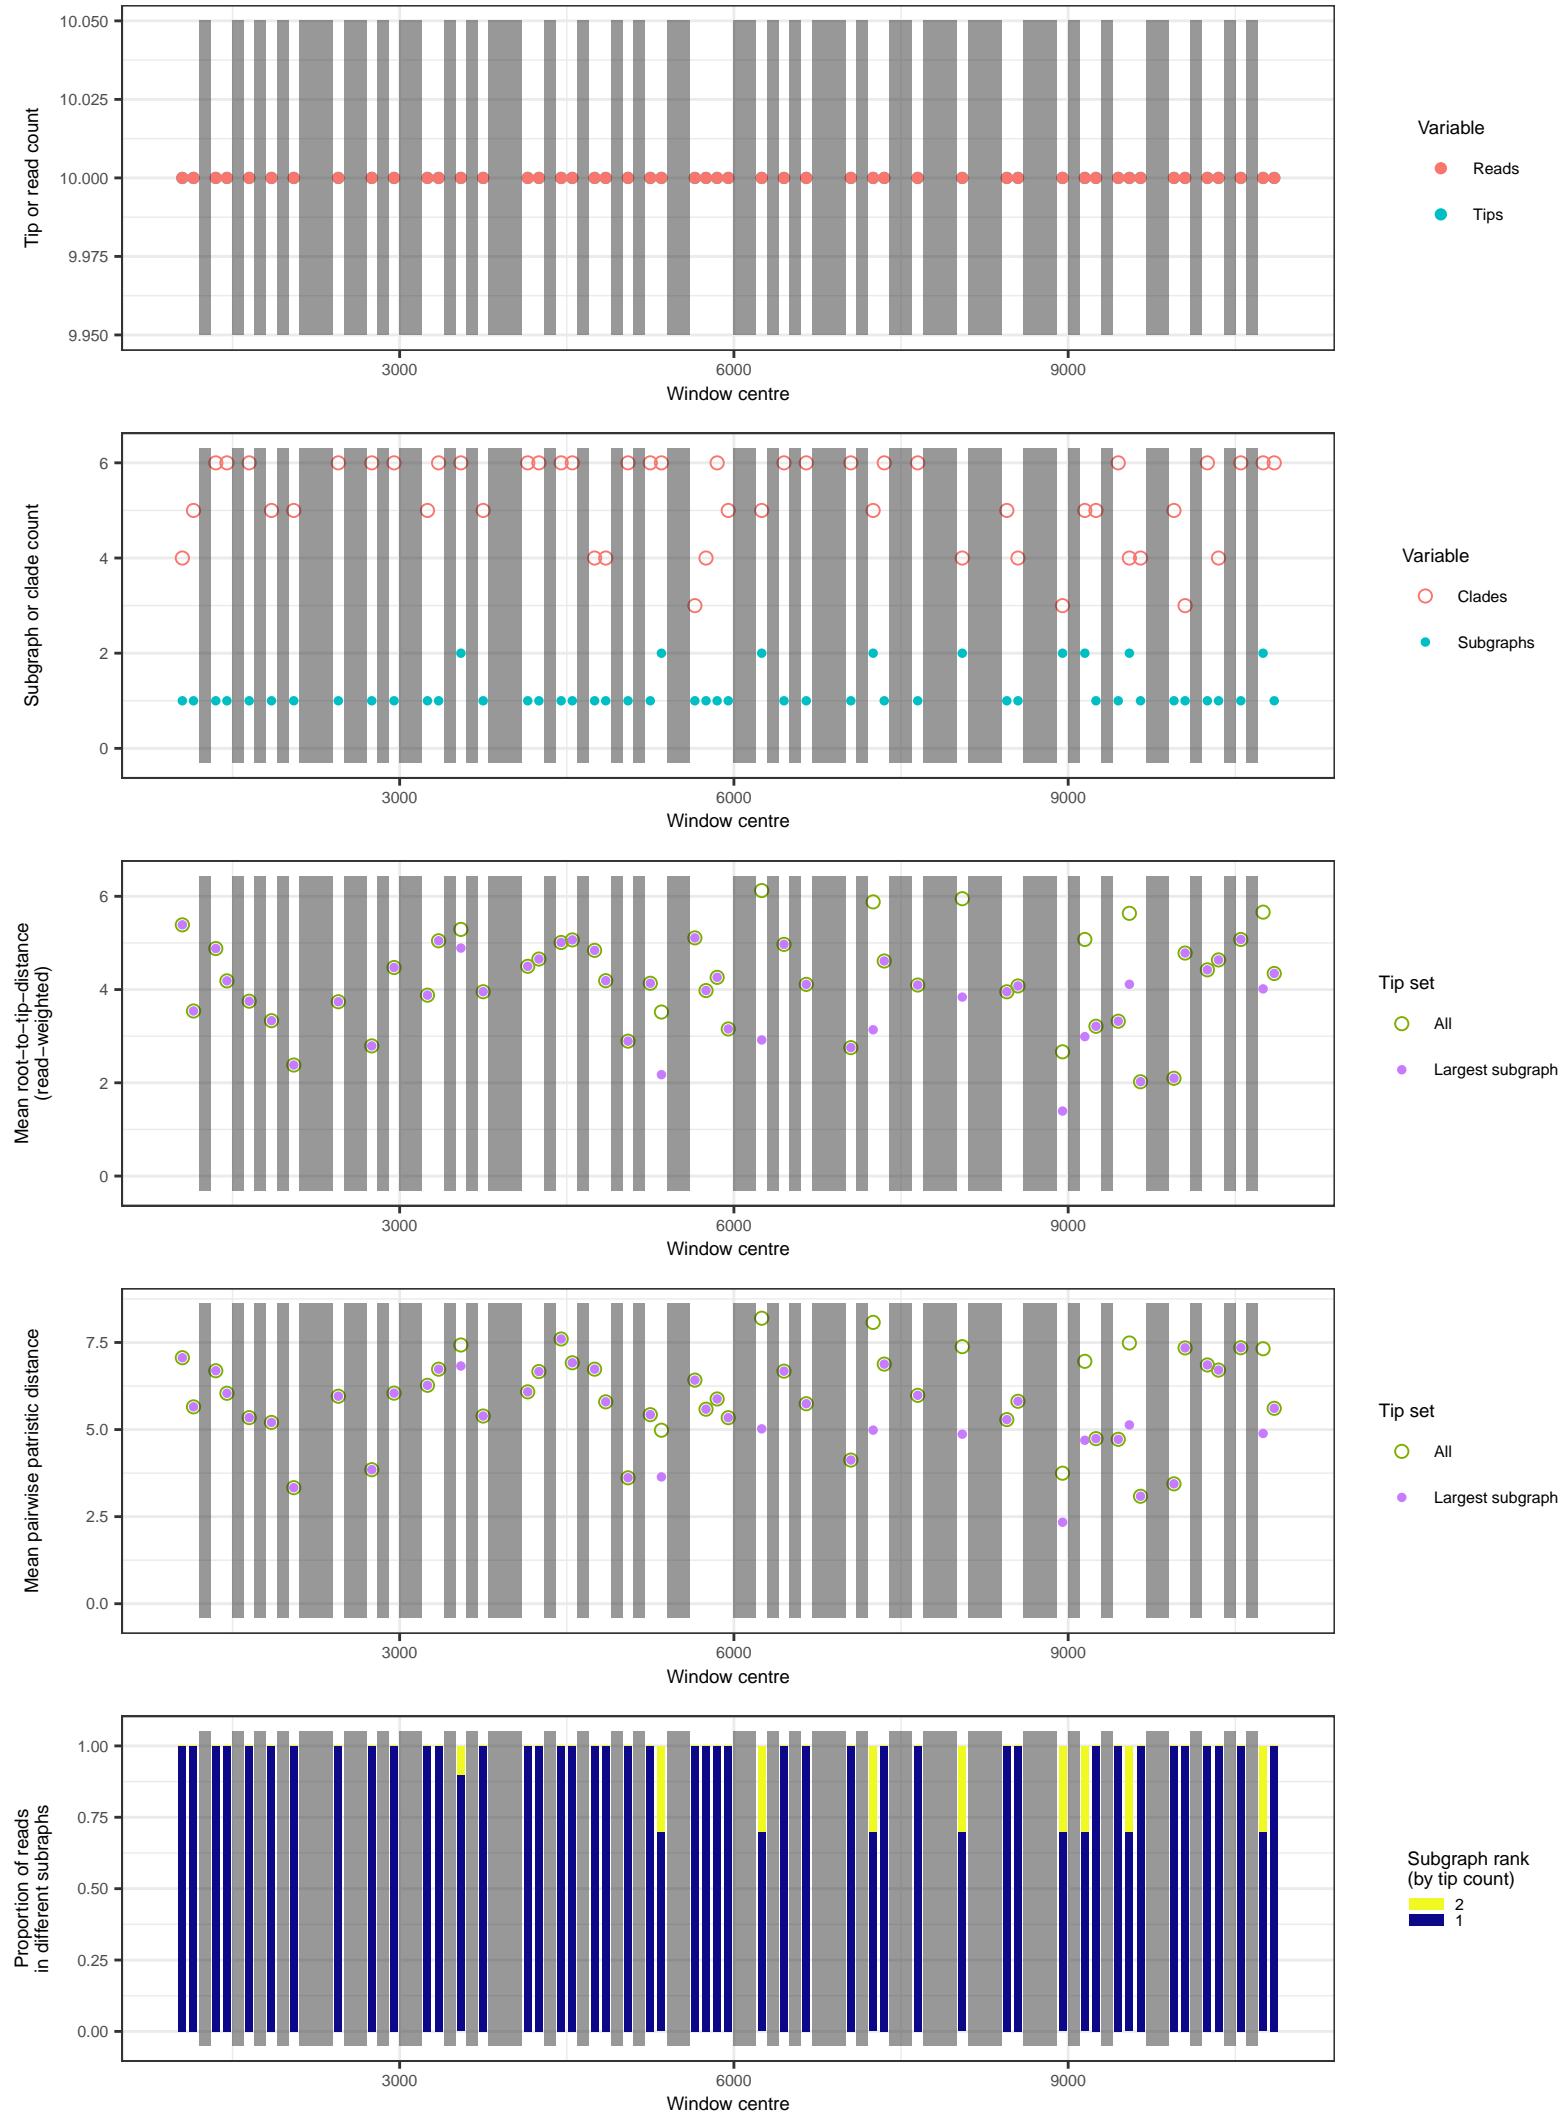 10.050
10.025
10.000
9.975
9.950
Tip or read count
3000
6000
9000
Window centre
Variable
Reads
Tips
6
4
2
0
Subgraph or clade count
3000
6000
9000
Window centre
Variable
Clades
Subgraphs
6
4
2
0
Mean root−to−tip−distance
(read−weighted)
3000
6000
9000
Window centre
Tip set
All
Largest subgraph
7.5
5.0
2.5
0.0
Mean pairwise patristic distance
3000
6000
9000
Window centre
Tip set
All
Largest subgraph
1.00
0.75
0.50
0.25
0.00
Proportion of reads
in different subraphs
3000
6000
9000
Window centre
Subgraph rank
(by tip count)
2
1